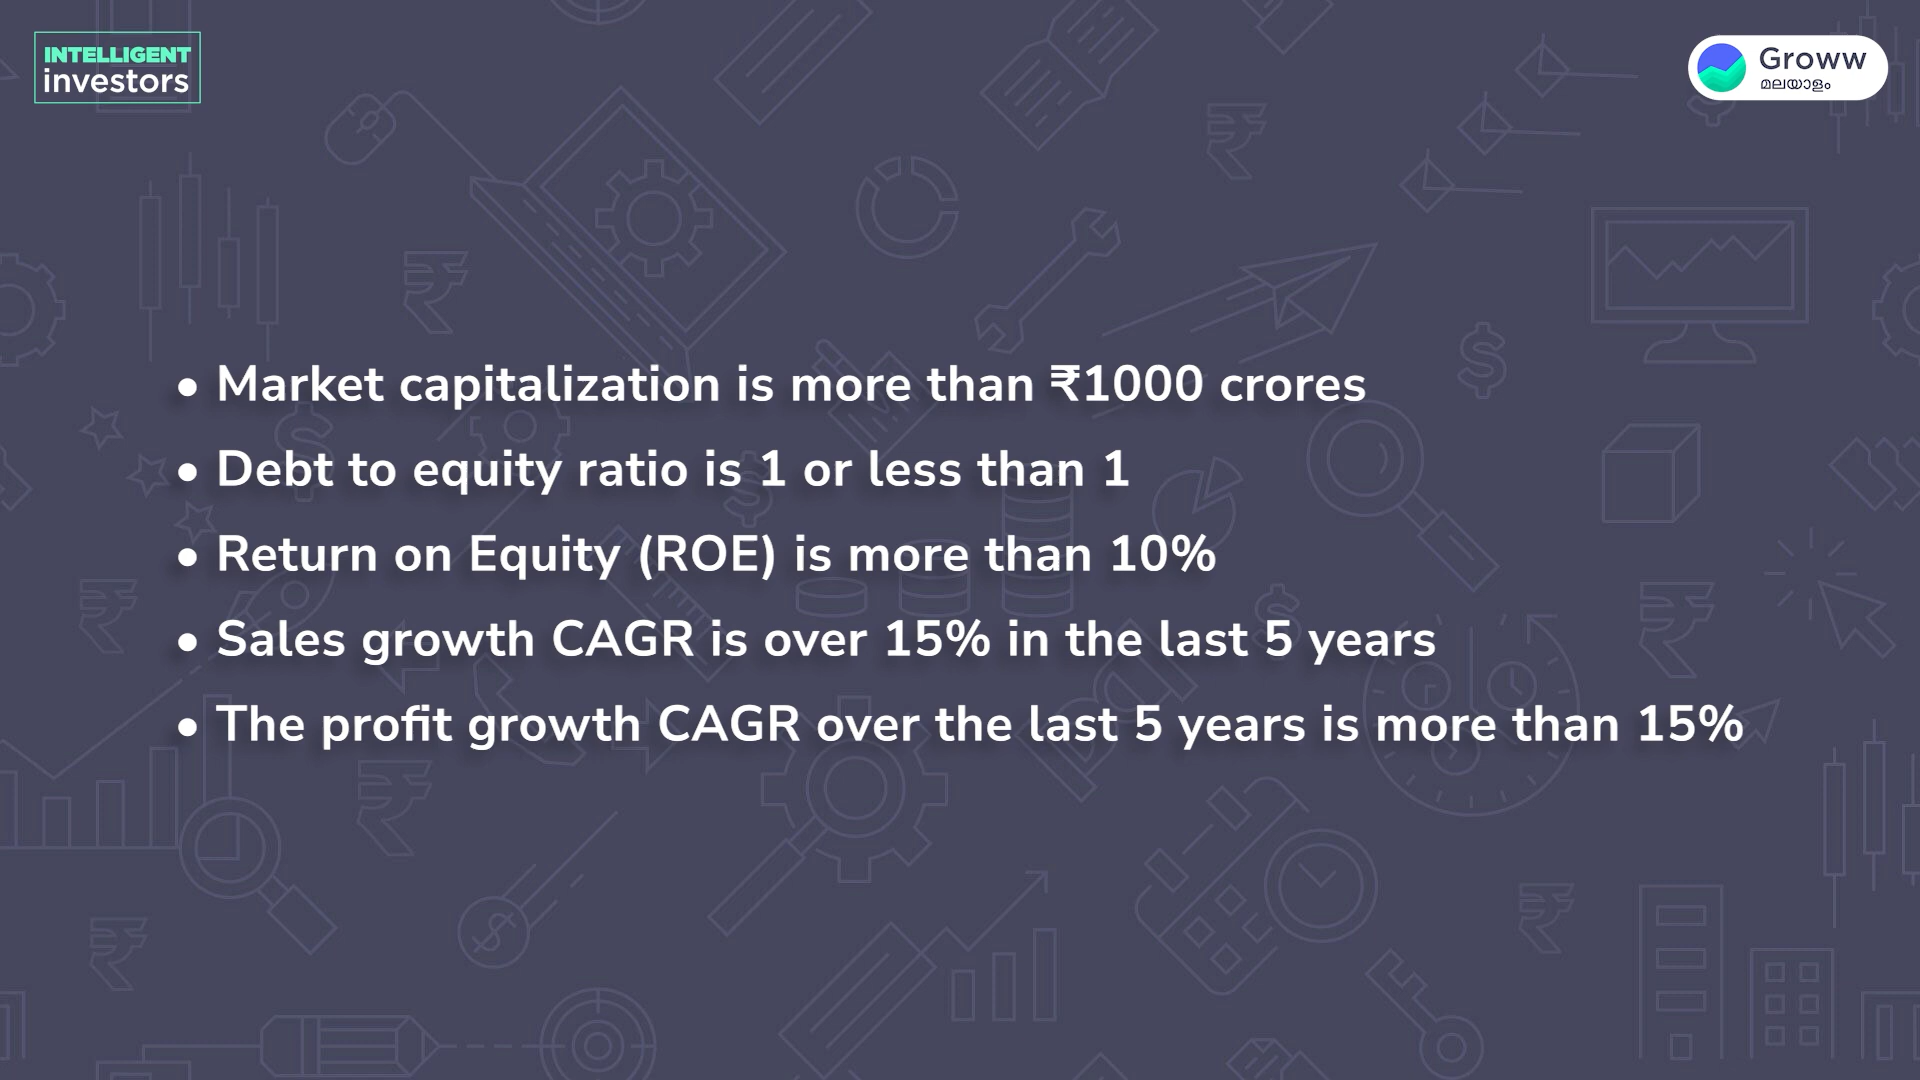 INTELLIGENT
investors
Groww
മലയാളം
• Market capitalization is more than ₹1000 crores
• Debt to equity ratio is 1 or less than 1
• Return on Equity (ROE) is more than 10%
• Sales growth CAGR is over 15% in the last 5 years
• The profit growth CAGR over the last 5 years is more than 15%